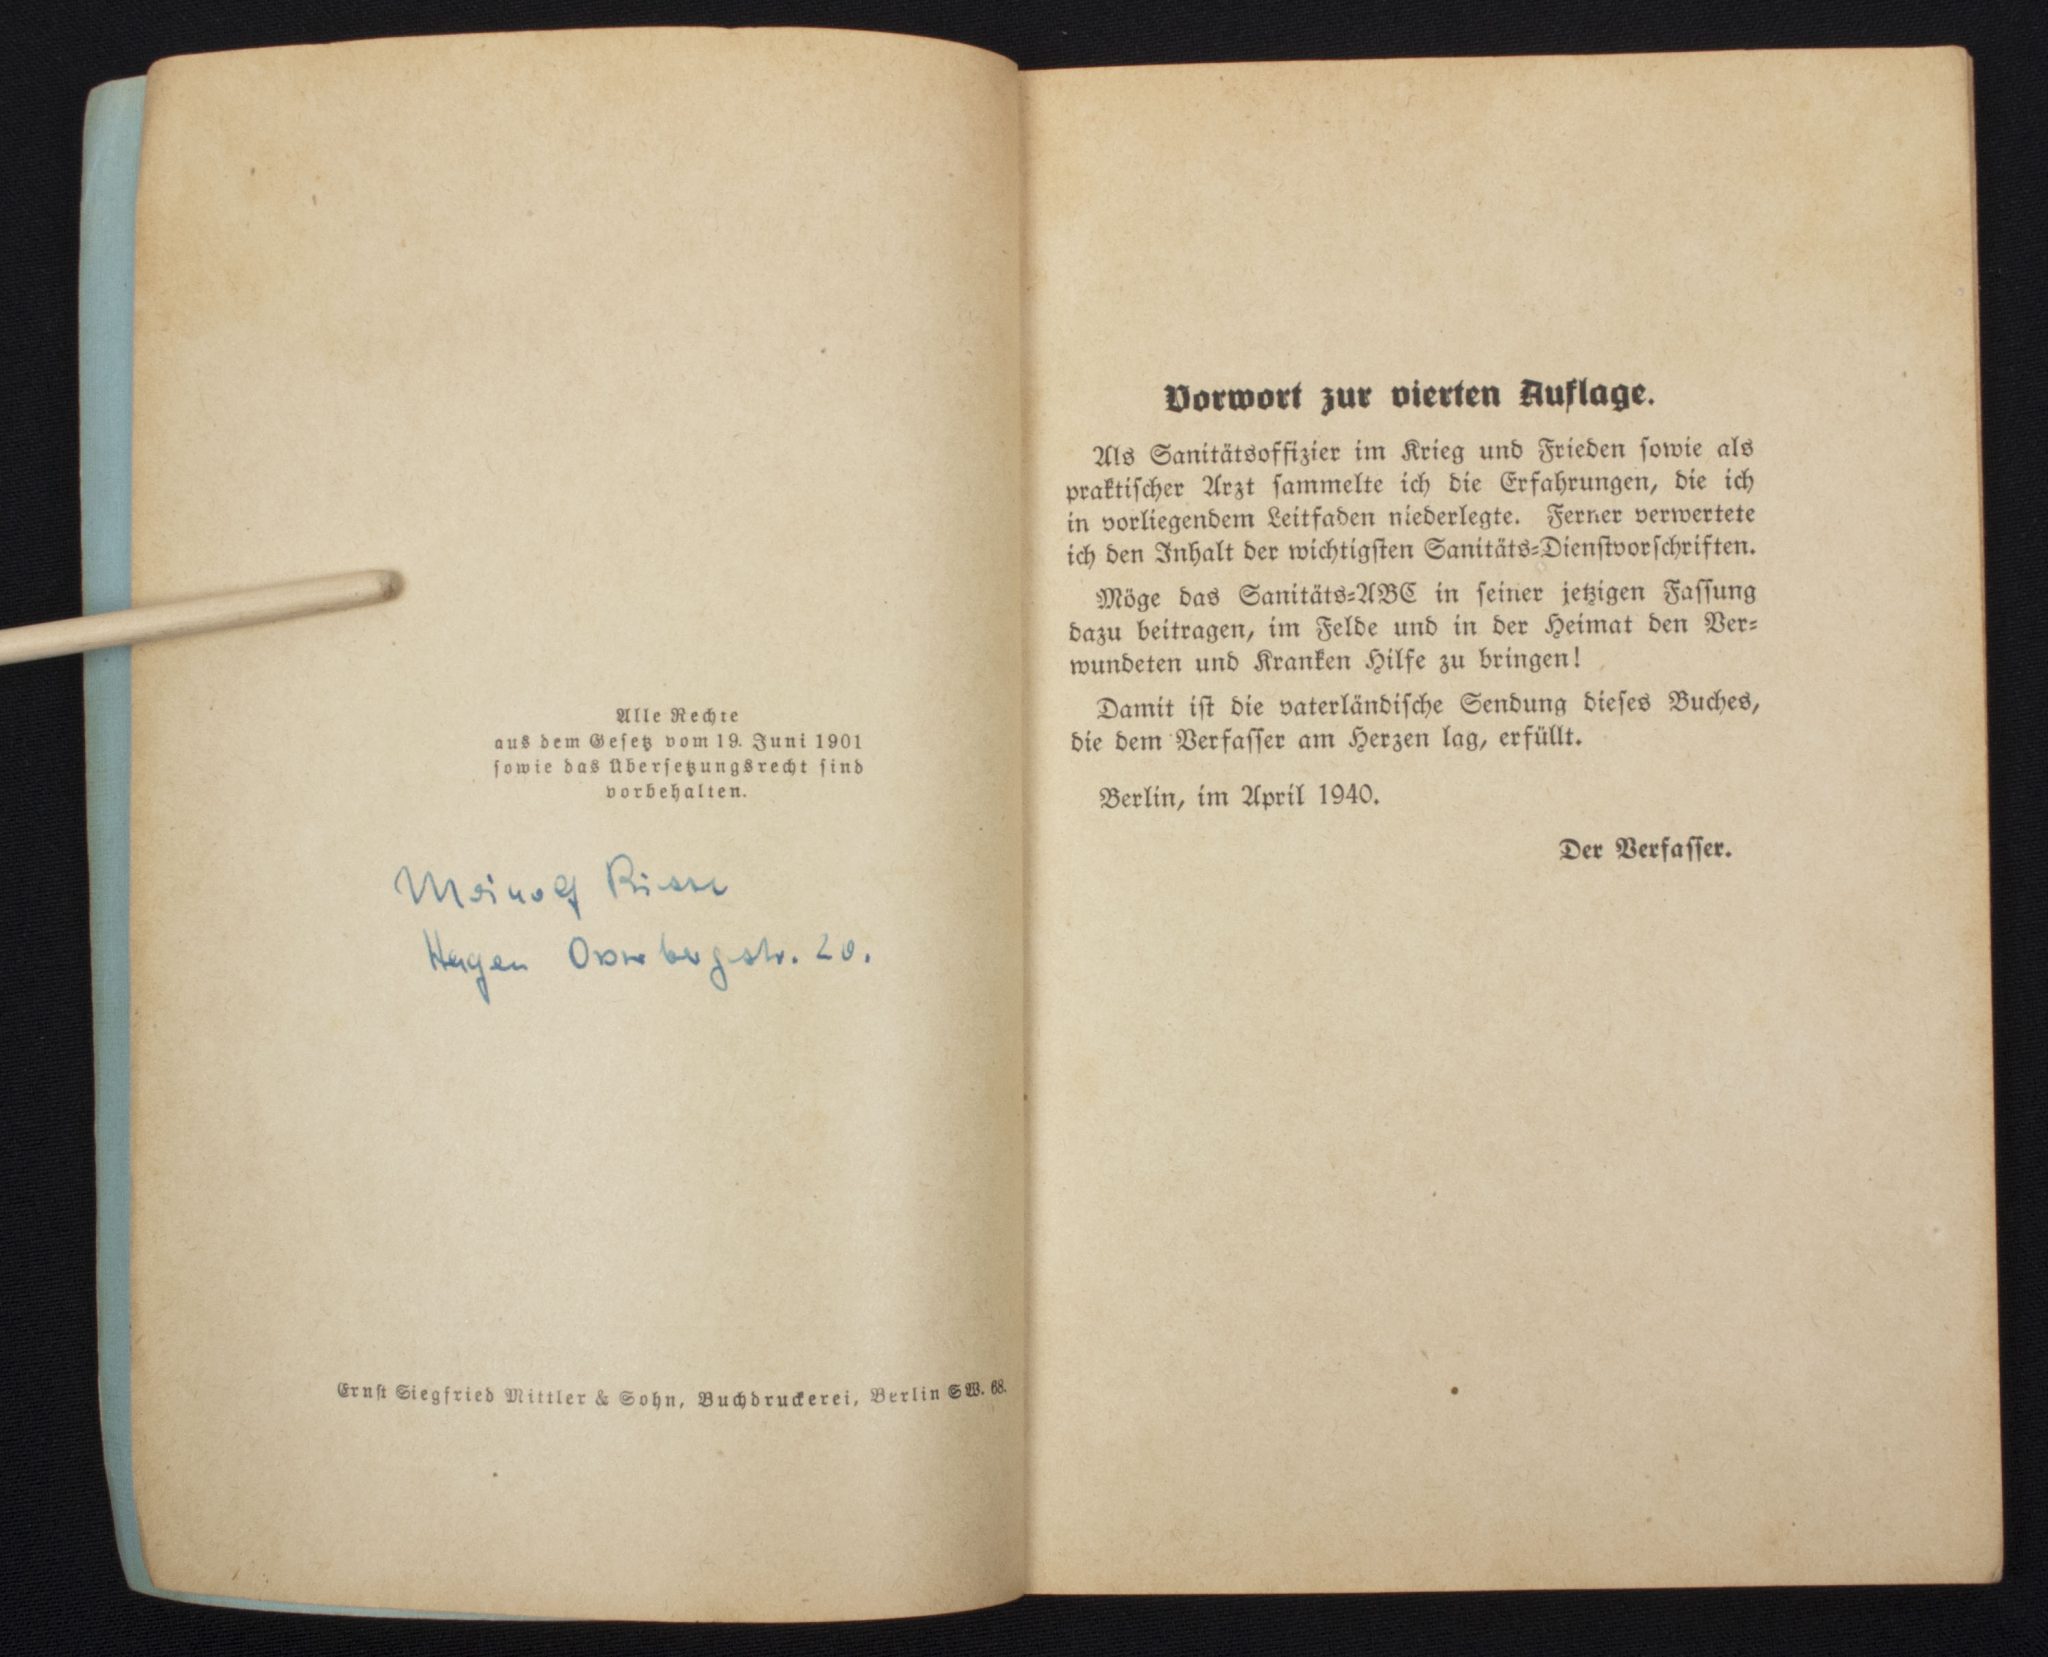 Alle Rechte
aus dem Gesetz vom 19. Juni 1901
sowie das Übersetzungsrecht sind
vorbehalten.
Meinolf
Hagen 20.
Ernst Siegfried Mittler & Sohn, Buchdruckerei, Berlin SW. 68.
Vorwort zur vierten Auflage.
Als Sanitätsoffizier im Krieg und Frieden sowie als
praktischer Arzt sammelte ich die Erfahrungen, die ich
in vorliegendem Leitfaden niederlegte. Ferner verwertete
ich den Inhalt der wichtigsten Sanitäts-Dienstvorschriften.
Möge das Sanitäts-ABC in seiner jetzigen Fassung
dazu beitragen, im Felde und in der Heimat den Ver-
wundeten und Kranken Hilfe zu bringen!
Damit ist die vaterländische Sendung dieses Buches,
die dem Verfasser am Herzen lag, erfüllt.
Berlin, im April 1940.
Der Verfasser.